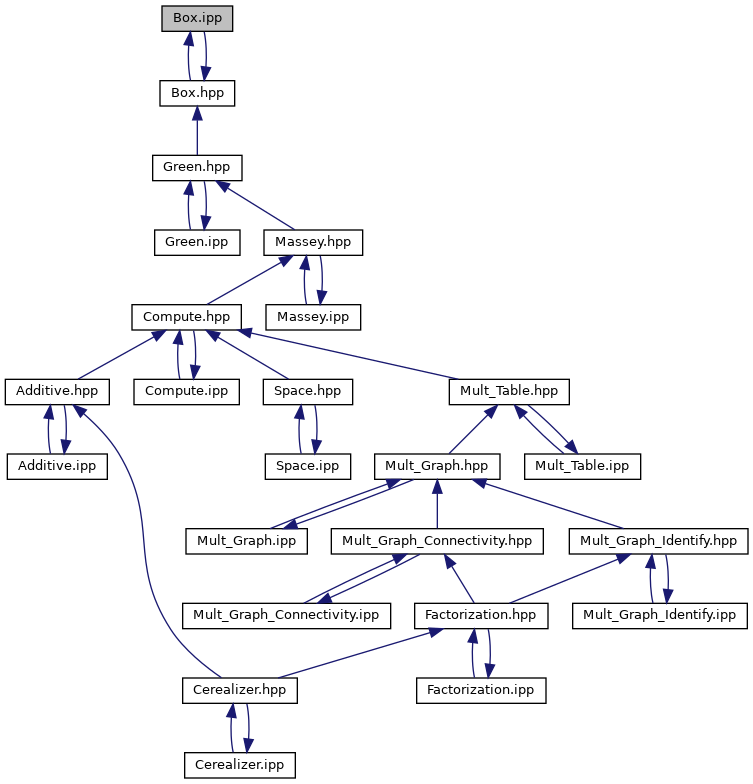 Box.ipp
Box.hpp
Green.hpp
Green.ipp
Massey.hpp
Compute.hpp
Massey.ipp
Additive.hpp
Compute.ipp
Space.hpp
Mult_Table.hpp
Additive.ipp
Space.ipp
Mult_Graph.hpp
Mult_Table.ipp
Mult_Graph.ipp
Mult_Graph_Connectivity.hpp
Mult_Graph_Identify.hpp
Mult_Graph_Connectivity.ipp
Factorization.hpp
Mult_Graph_Identify.ipp
Cerealizer.hpp
Factorization.ipp
Cerealizer.ipp